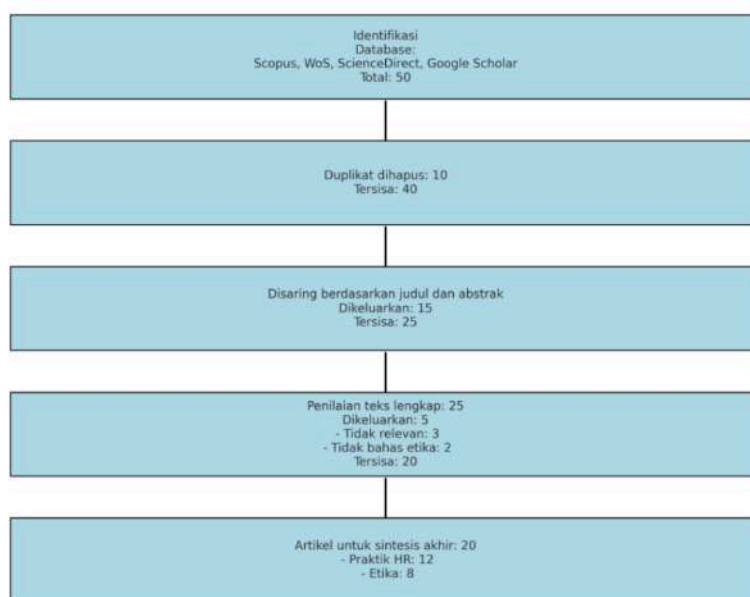 Identifikasi
Database:
Scopus, WoS, ScienceDirect, Google Scholar
Total: 50
Duplikat dihapus: 10
Tersisa: 40
Disaring berdasarkan judul dan abstrak
Dikeluarkan: 15
Tersisa: 25
Penilaian teks lengkap: 25
Dikeluarkan: 5
- Tidak relevan: 3
- Tidak bahas etika: 2
Tersisa: 20
Artikel untuk sintesis akhir: 20
- Praktik HR: 12
- Etika: 8